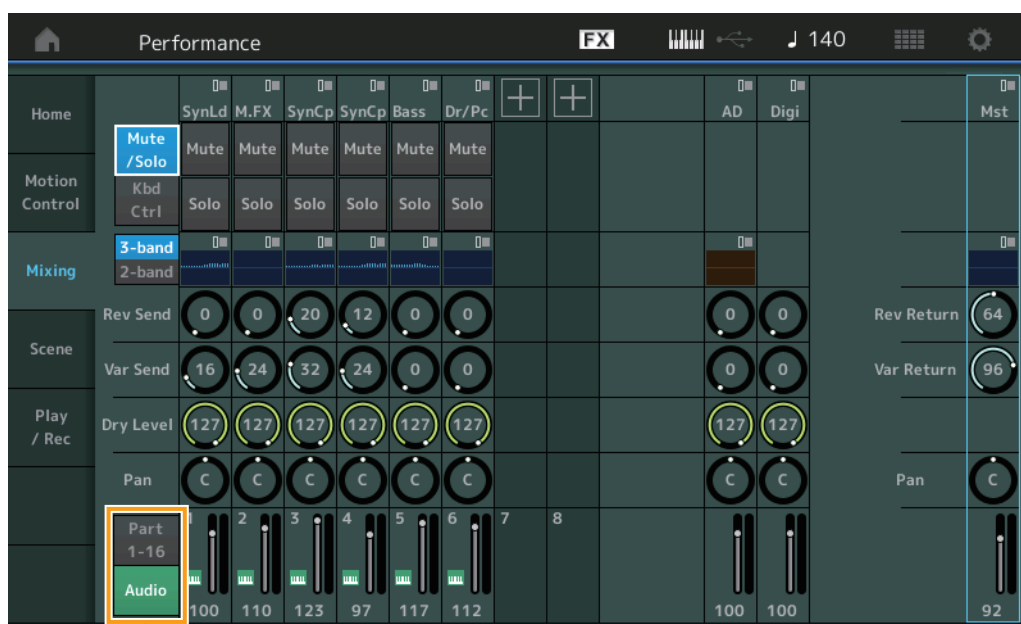 Performance FX 140
Home
SynLd M.FX SynCp SynCp Bass Dr/Pc AD Digi Mst
Mute
/Solo
Mute Mute Mute Mute Mute Mute
Motion
Control
Kbd
Ctrl
Solo Solo Solo Solo Solo Solo
Mixing
3-band
2-band
Rev Send 0 0 20 12 0 0 0 0 Rev Return 64
Scene
Var Send 16 24 32 24 0 0 0 0 Var Return 96
Play
/ Rec
Dry Level 127 127 127 127 127 127 127 127
Pan C C C C C C C C Pan C
Part
1-16
1 2 3 4 5 6 7 8
Audio
100 110 123 97 117 112 100 100 92